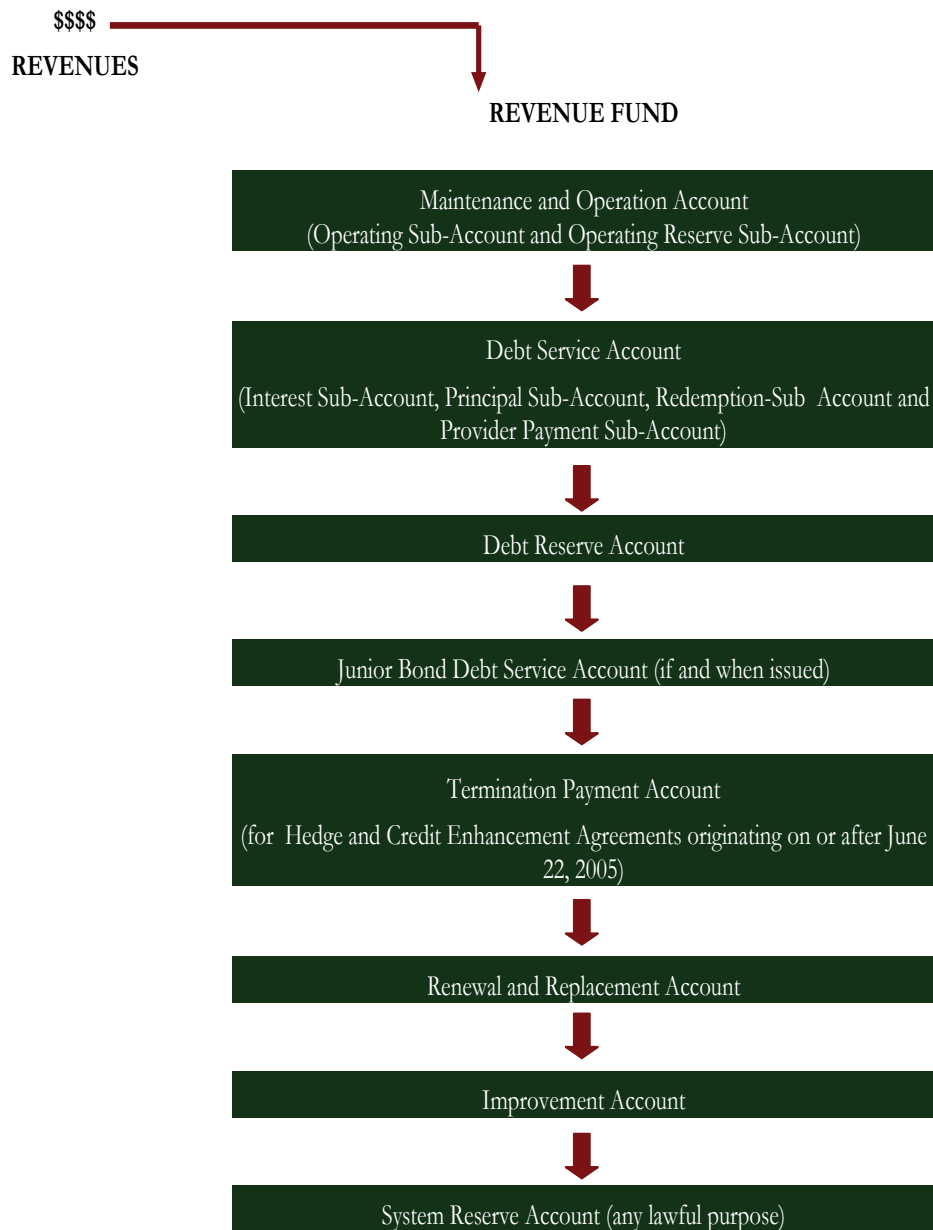 $$$$
REVENUES
REVENUE FUND
Maintenance and Operation Account
(Operating Sub-Account and Operating Reserve Sub-Account)
Debt Service Account
(Interest Sub-Account, Principal Sub-Account, Redemption-Sub Account and
Provider Payment Sub-Account)
Debt Reserve Account
Junior Bond Debt Service Account (if and when issued)
Termination Payment Account
(for Hedge and Credit Enhancement Agreements originating on or after June
22, 2005)
Renewal and Replacement Account
Improvement Account
System Reserve Account (any lawful purpose)